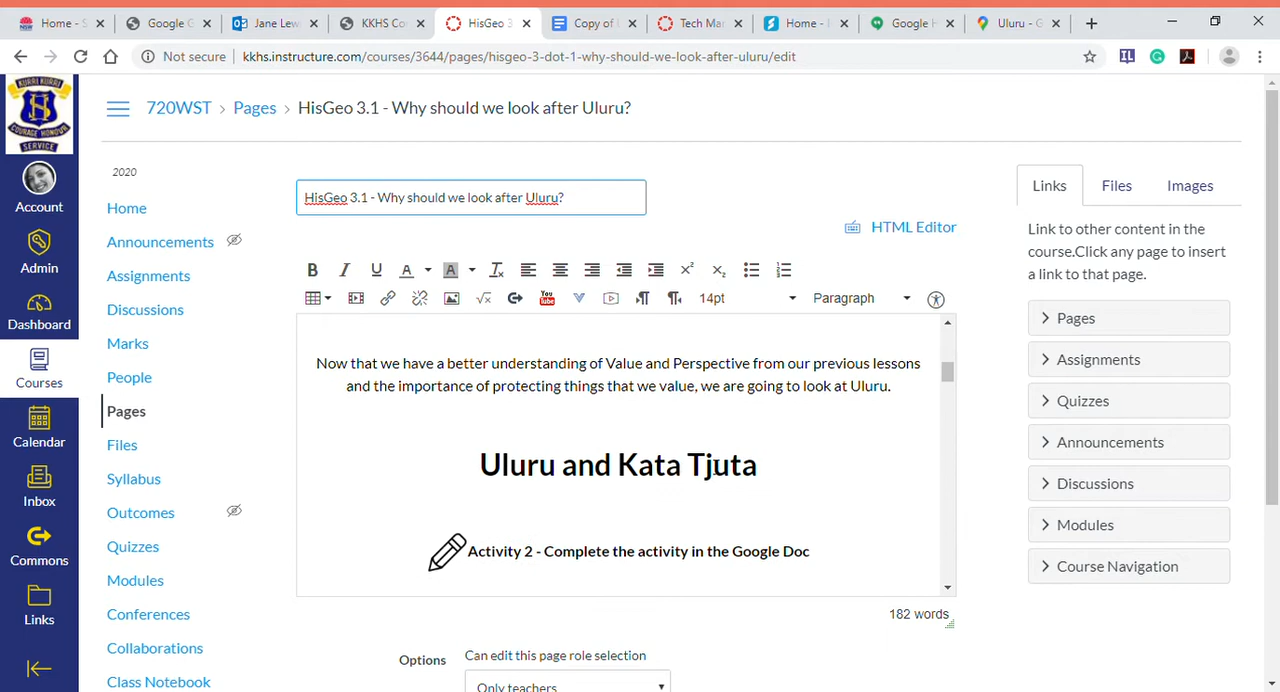 Home - S
Google G
Jane Lew
KKHS Co
HisGeo 3
Copy of
Tech Mar
Home -
Google H
Uluru - G
Not secure
kkhs.instructure.com/courses/3644/pages/hisgeo-3-dot-1-why-should-we-look-after-uluru/edit
KURRI KURRI
COURAGE HONOUR
SERVICE
720WST > Pages > HisGeo 3.1 - Why should we look after Uluru?
Account
Admin
Dashboard
Courses
Calendar
Inbox
Commons
Links
2020
Home
Announcements
Assignments
Discussions
Marks
People
Pages
Files
Syllabus
Outcomes
Quizzes
Modules
Conferences
Collaborations
Class Notebook
HisGeo 3.1 - Why should we look after Uluru?
HTML Editor
14pt
Paragraph
Now that we have a better understanding of Value and Perspective from our previous lessons
and the importance of protecting things that we value, we are going to look at Uluru.
Uluru and Kata Tjuta
Activity 2 - Complete the activity in the Google Doc
182 words
Options
Can edit this page role selection
Only teachers
Links
Files
Images
Link to other content in the
course.Click any page to insert
a link to that page.
Pages
Assignments
Quizzes
Announcements
Discussions
Modules
Course Navigation